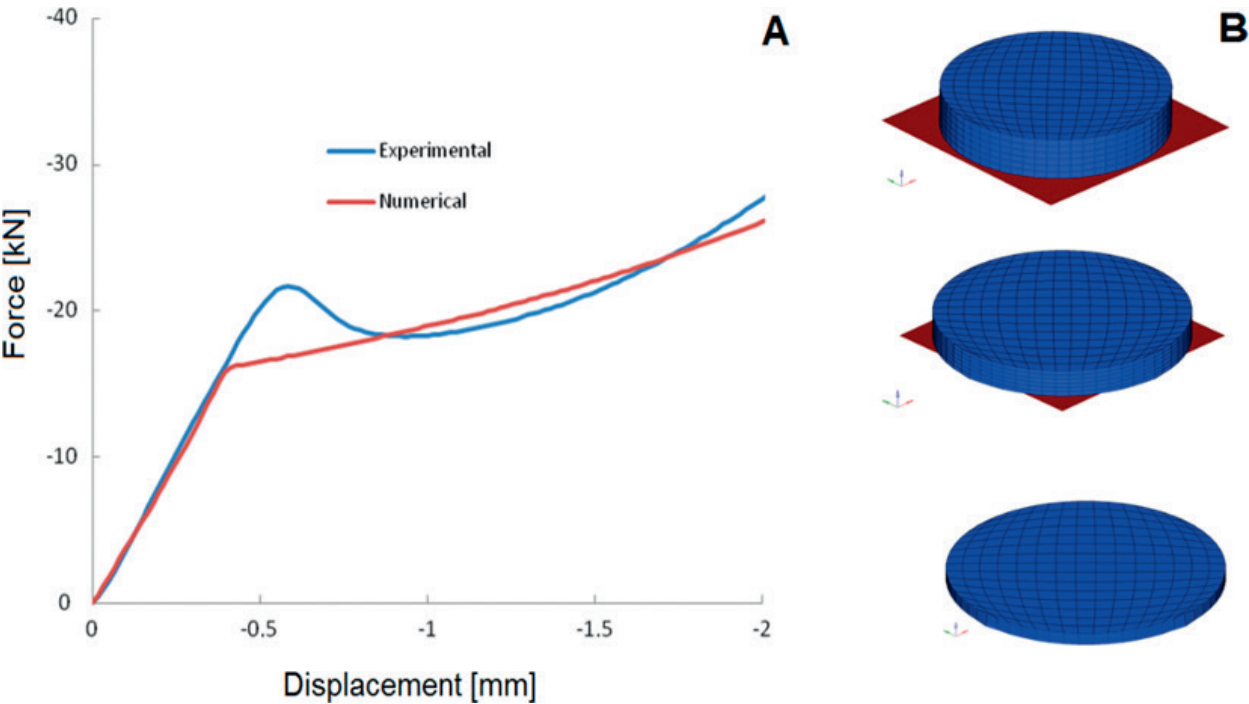 A
B
-40
-30
-20
-10
0
Force [kN]
Experimental
Numerical
0
-0.5
-1
-1.5
-2
Displacement [mm]